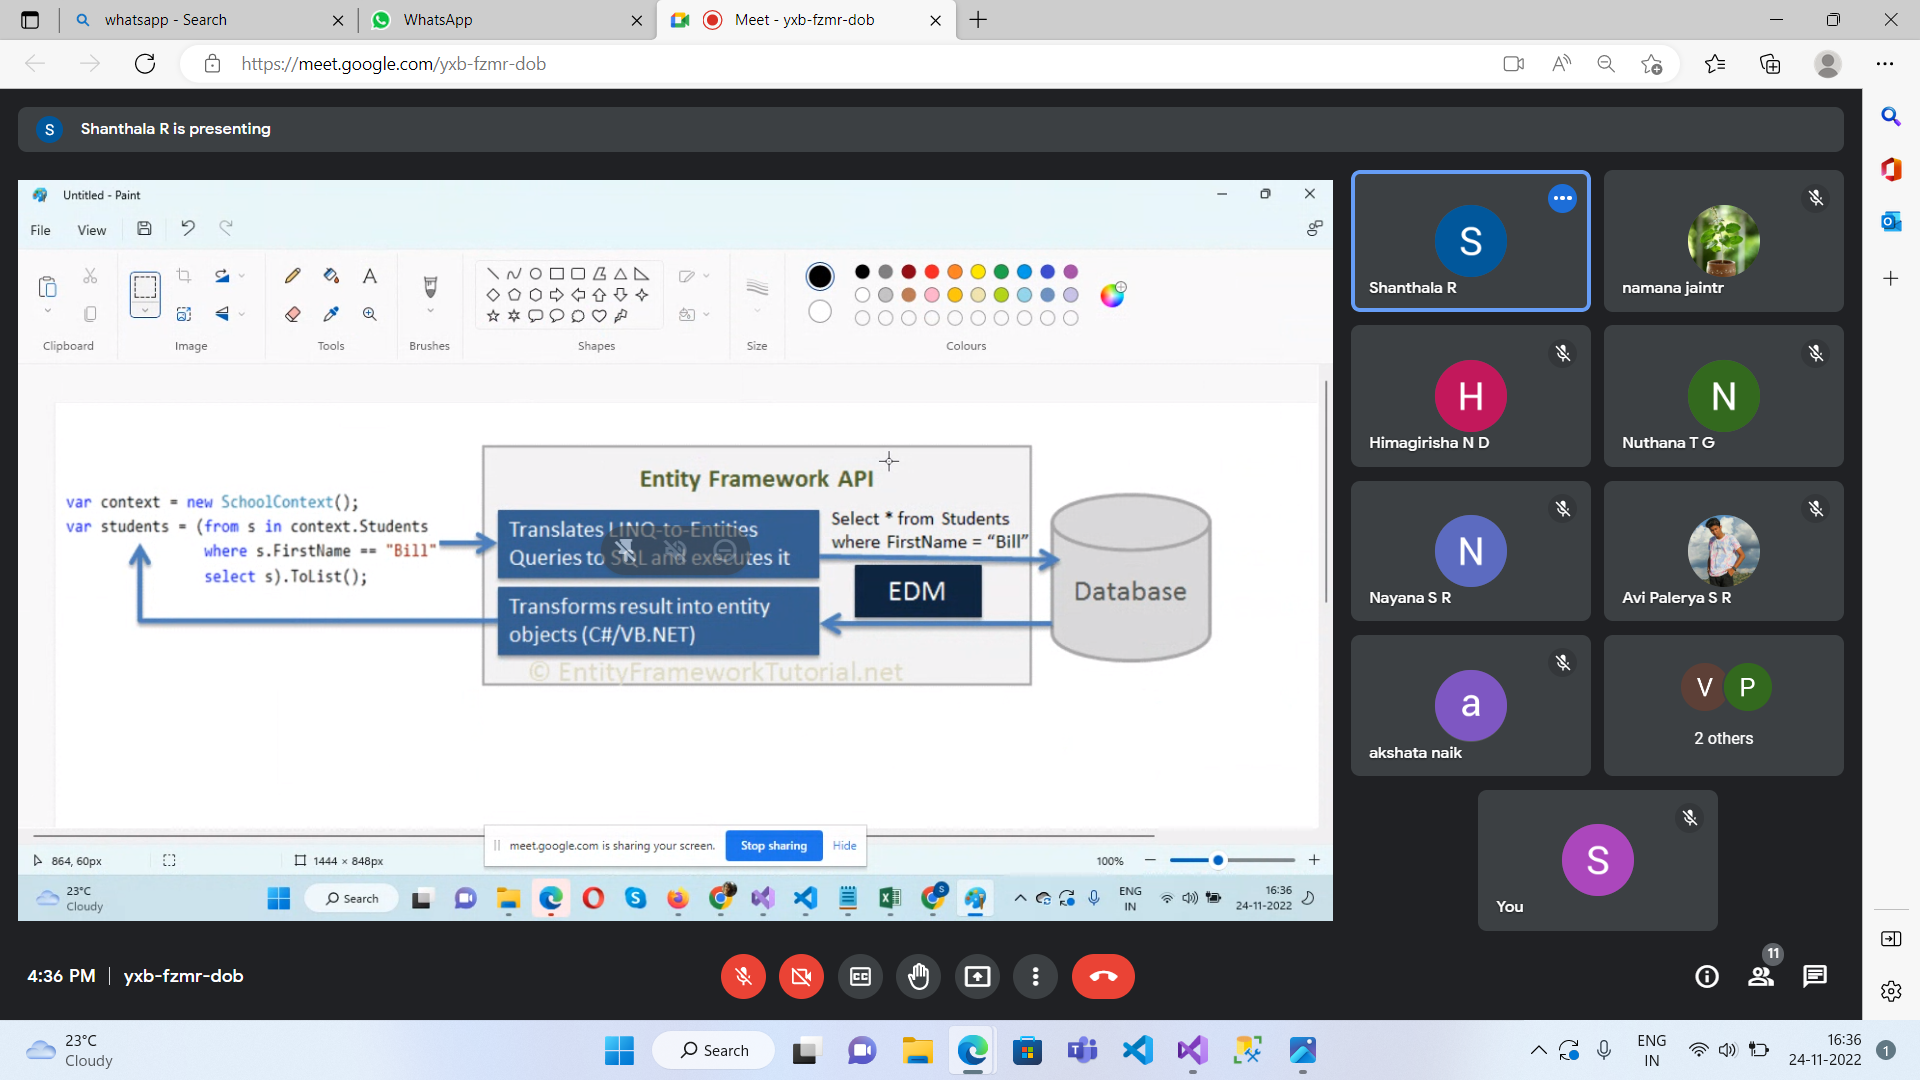 whatsapp - Search
WhatsApp
Meet - yxb-fzmr-dob
https://meet.google.com/yxb-fzmr-dob
S
Shanthala R is presenting
Untitled - Paint
File
View
Clipboard
Image
Tools
Brushes
Shapes
Size
Colours
Entity Framework API
var context = new SchoolContext();
var students = (from s in context.Students
where s.FirstName == "Bill"
select s).ToList();
Translates LINQ-to-Entities
Queries to SQL and executes it
Select * from Students
where FirstName = “Bill”
EDM
Transforms result into entity
objects (C#/VB.NET)
Database
© EntityFrameworkTutorial.net
meet.google.com is sharing your screen.
Stop sharing
Hide
864, 60px
1444 × 848px
100%
23°C
Cloudy
Search
ENG
IN
16:36
24-11-2022
S
Shanthala R
namana jaintr
H
Himagirisha N D
N
Nuthana T G
N
Nayana S R
Avi Palerya S R
a
akshata naik
V
P
2 others
S
You
4:36 PM
yxb-fzmr-dob
CC
11
23°C
Cloudy
Search
ENG
IN
16:36
24-11-2022
1